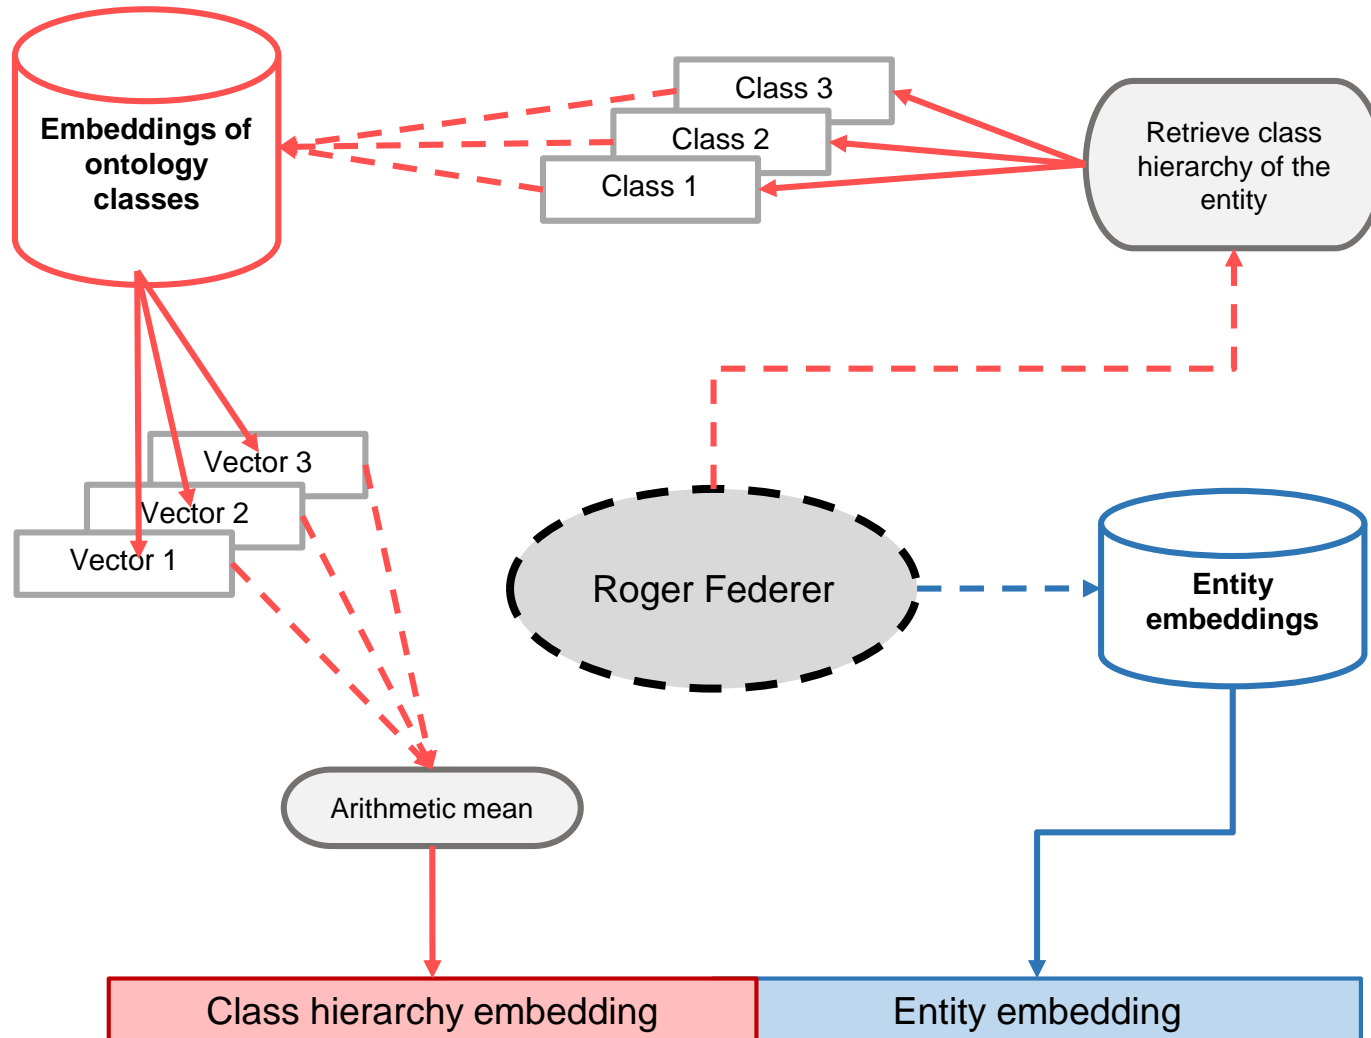 Embeddings of
ontology
classes
Class 3
Class 2
Class 1
Retrieve class
hierarchy of the
entity
Vector 3
Vector 2
Vector 1
Roger Federer
Entity
embeddings
Arithmetic mean
Class hierarchy embedding
Entity embedding